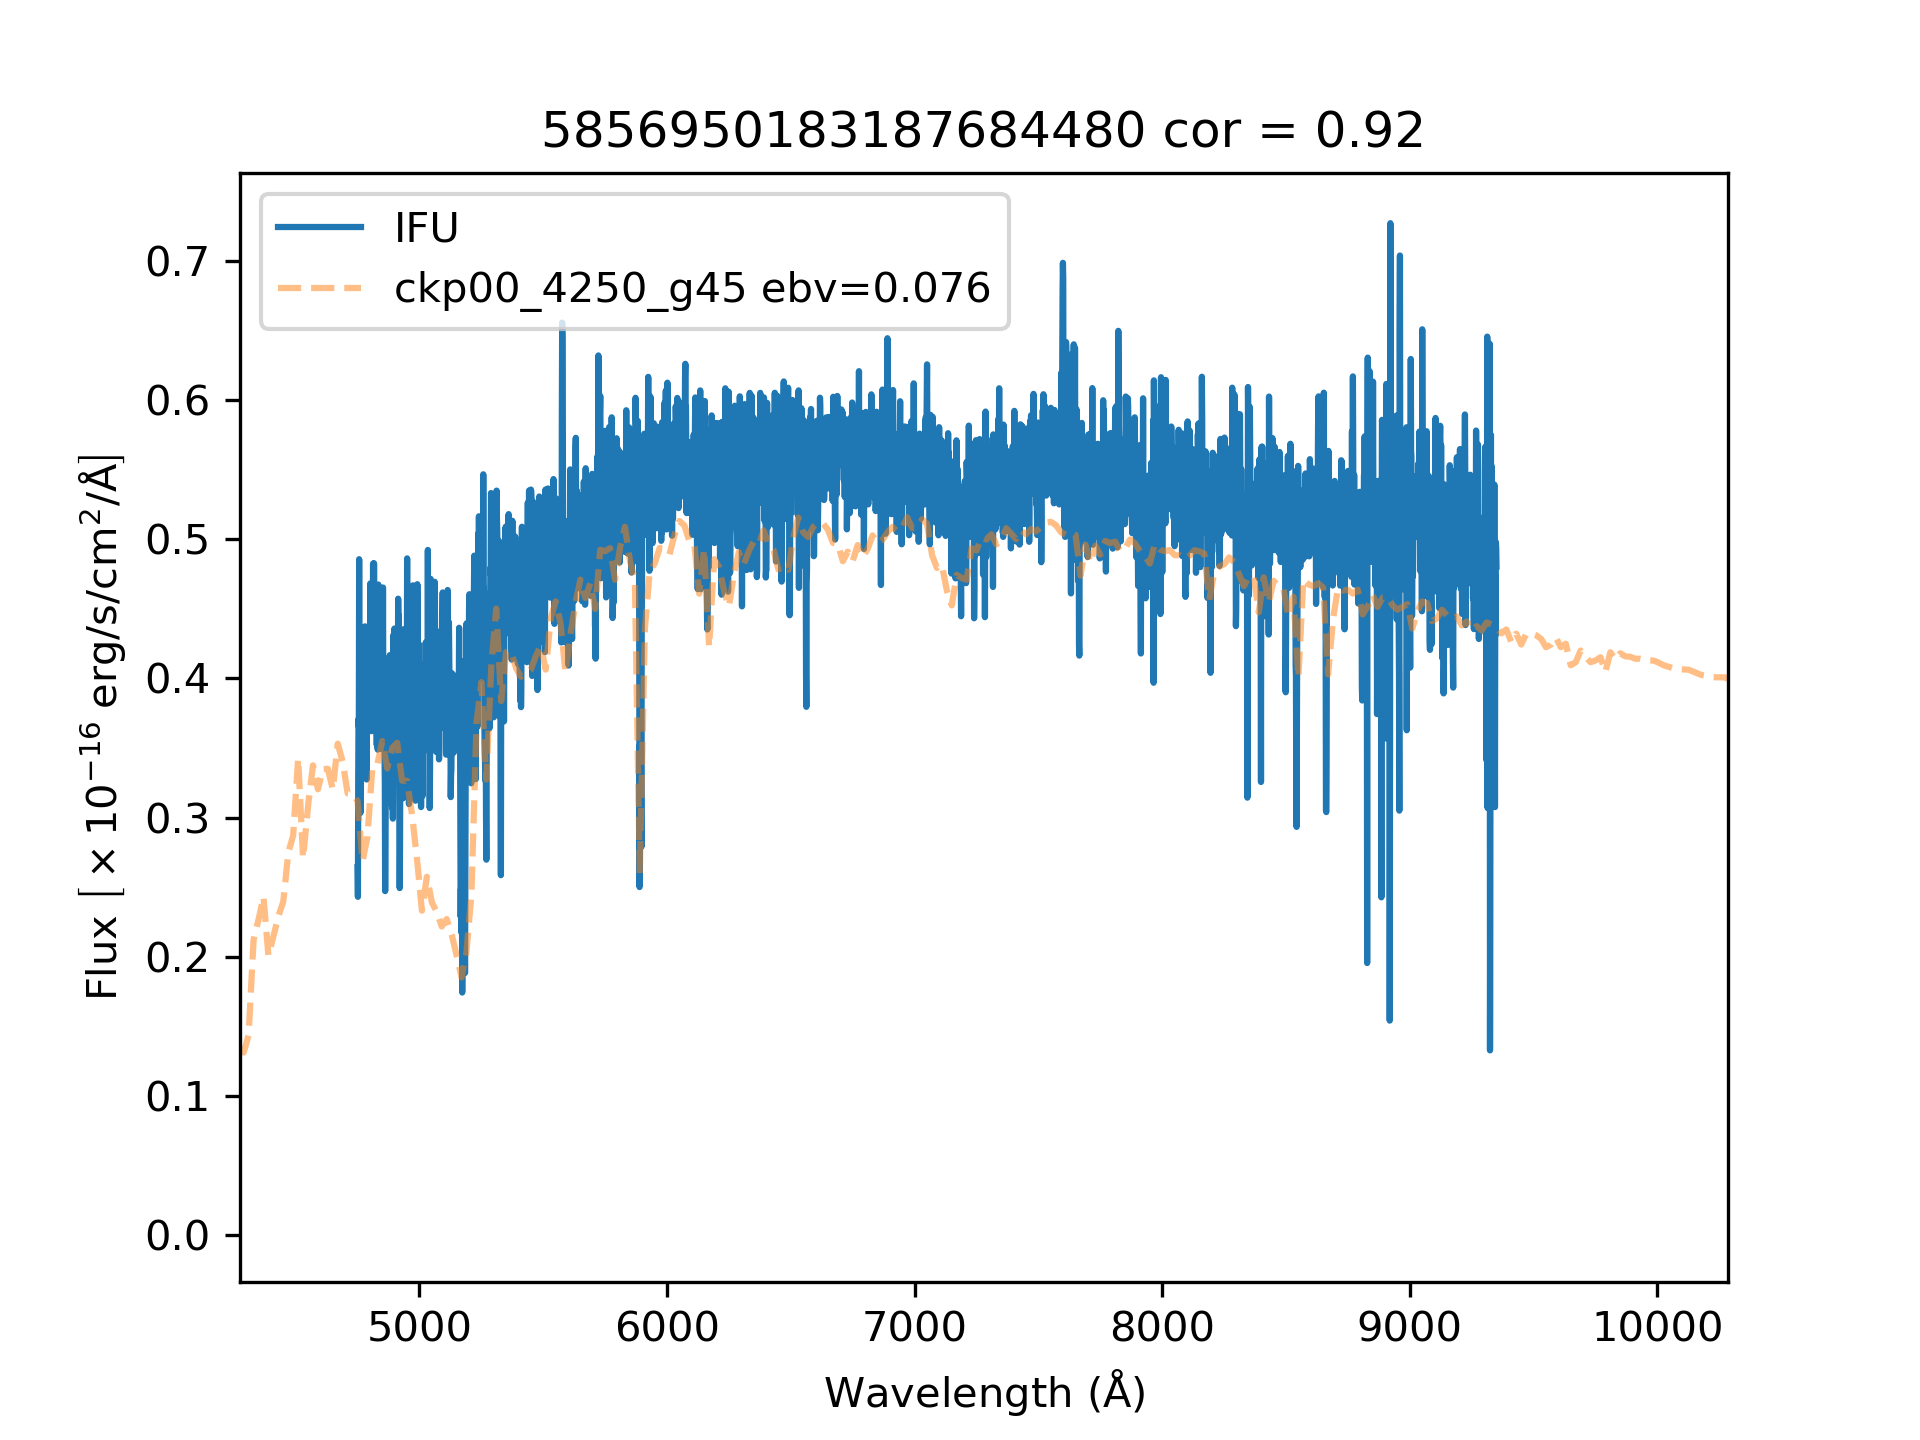 5856950183187684480 cor = 0.92
IFU
ckp00_4250_g45 ebv=0.076
0.7
0.6
0.5
0.4
0.3
0.2
0.1
0.0
Flux [×10⁻¹⁶ erg/s/cm²/Å]
5000 6000 7000 8000 9000 10000
Wavelength (Å)